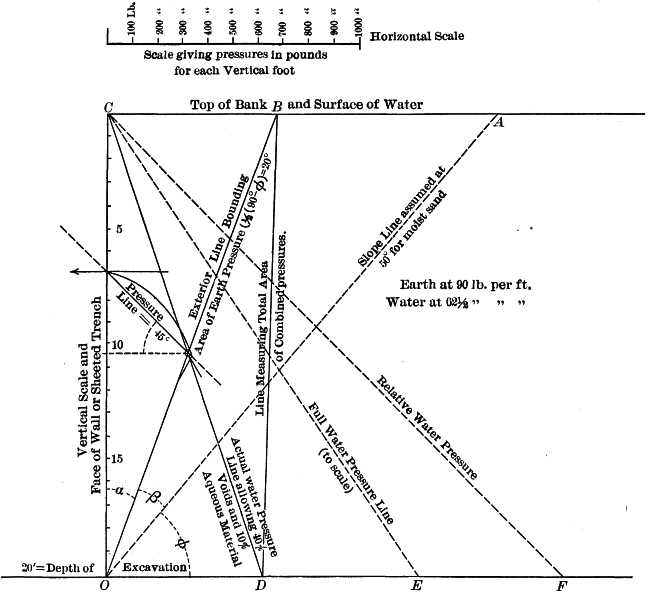 100 Lb.
200 "
300 "
400 "
500 "
600 "
700 "
800 "
900 "
1000 "
Horizontal Scale
Scale giving pressures in pounds
for each Vertical foot
C
Top of Bank
B
and Surface of Water
A
5
10
15
Vertical Scale and
Face of Wall or Sheeted Trench
Pressure
Line =
45°
Exterior Line Bounding
Area of Earth Pressure (½(90°-ϕ)=20°
Line Measuring Total Area
of Combined pressures.
Slope Line assumed at
50° for moist sand
Earth at 90 lb. per ft.
Water at 62½ " " "
Relative Water Pressure
Full Water Pressure Line
(to scale)
Actual water Pressure
Line allowing 40%
Voids and 10%
Aqueous Material
α
β
ϕ
20'=Depth of
Excavation
O
D
E
F